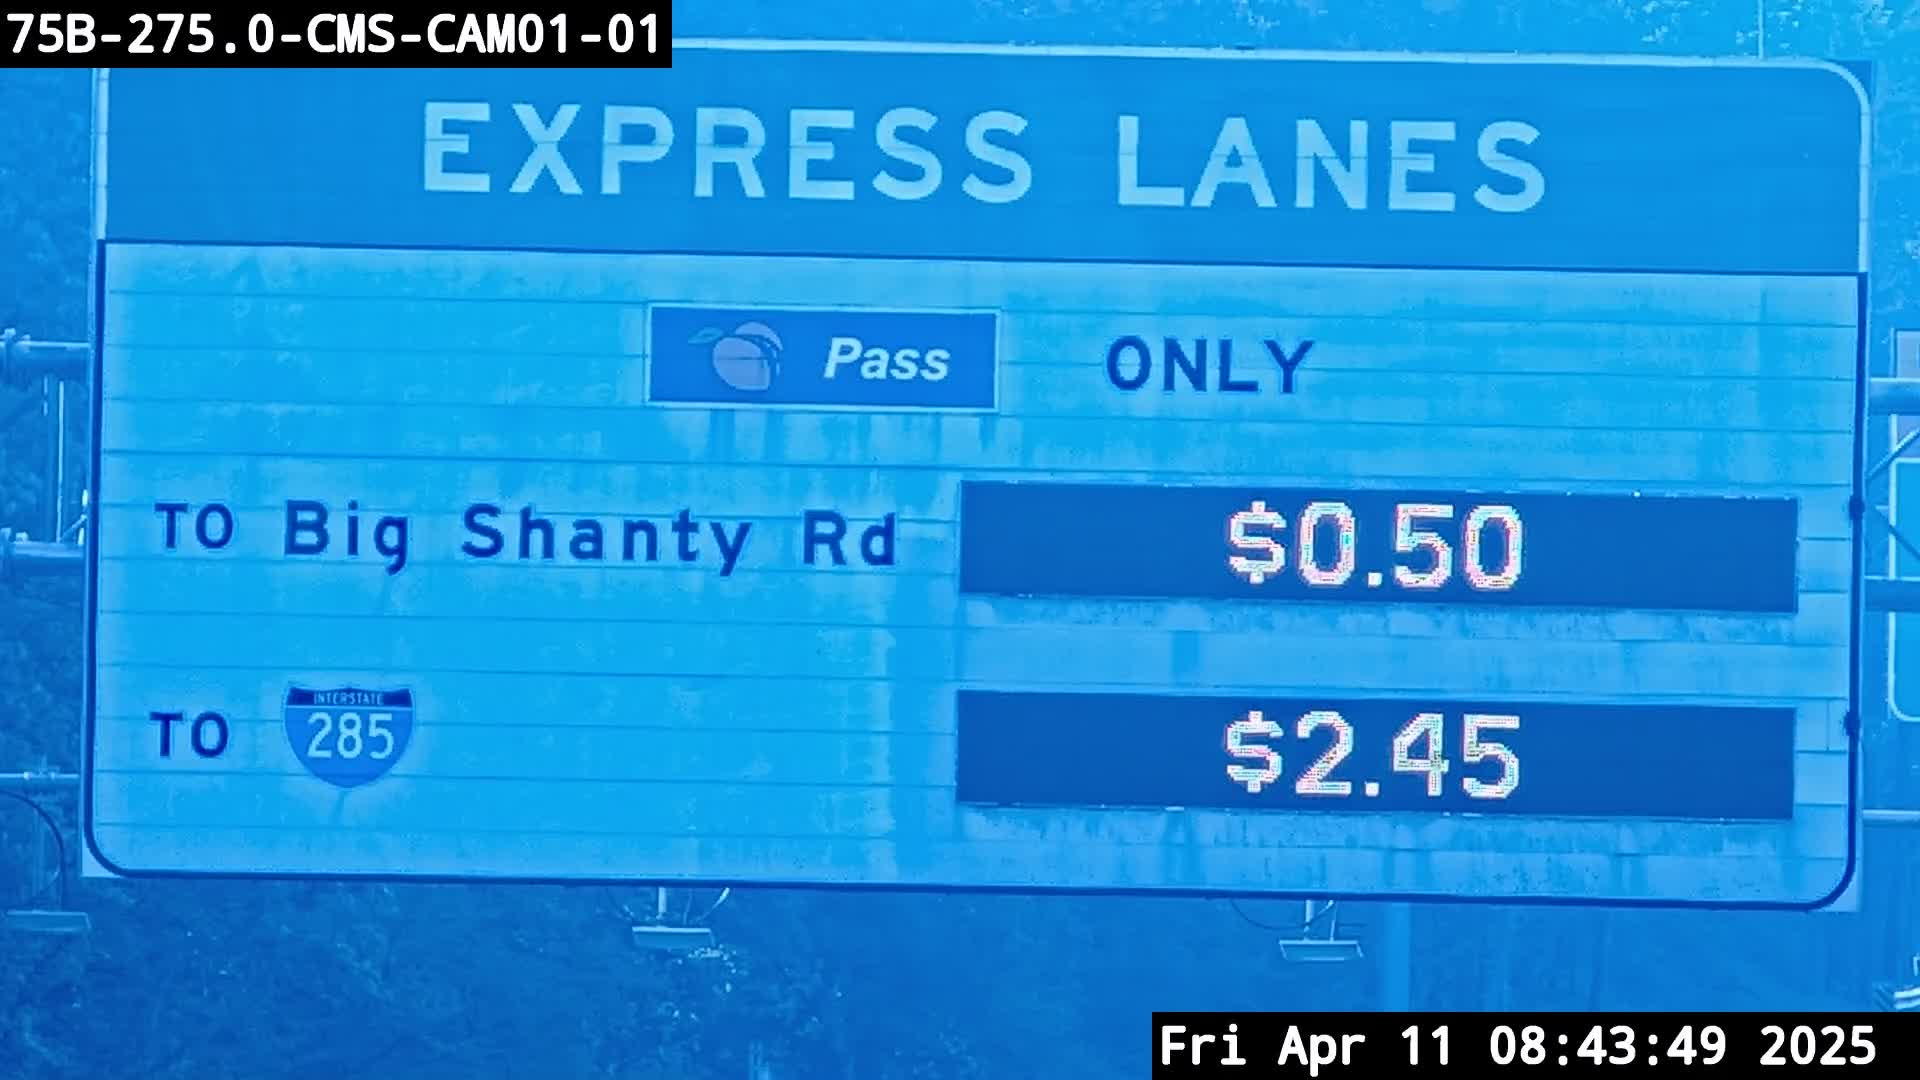 75B-275.0-CMS-CAM01-01
EXPRESS LANES
Pass ONLY
TO Big Shanty Rd $0.50
INTERSTATE
TO 285 $2.45
Fri Apr 11 08:43:49 2025